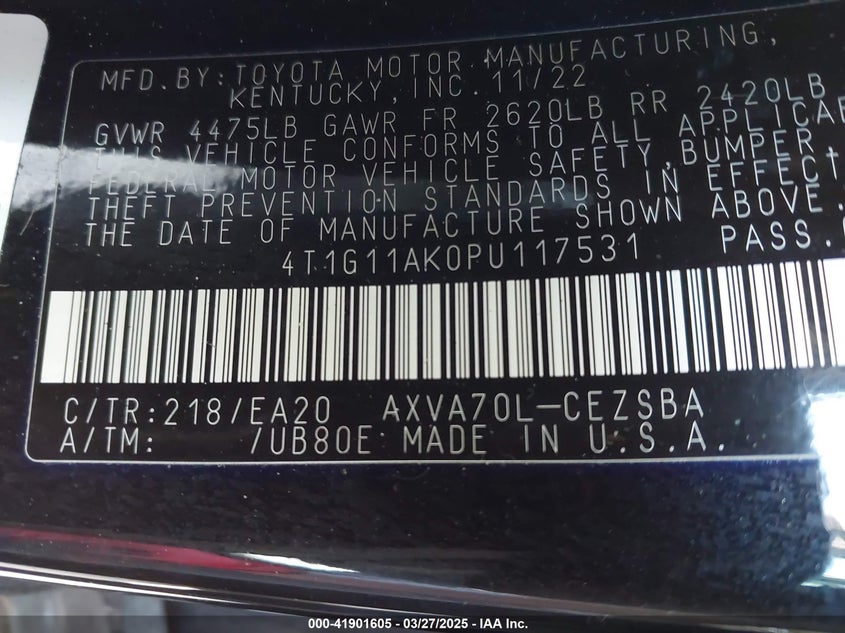 MFD. BY: TOYOTA MOTOR MANUFACTURING,
KENTUCKY, INC. 11/22
GVWR 4475LB GAWR FR 2620LB RR 2420LB
THIS VEHICLE CONFORMS TO ALL APPLICAB
FEDERAL MOTOR VEHICLE SAFETY, BUMPER
THEFT PREVENTION STANDARDS IN EFFECT
THE DATE OF MANUFACTURE SHOWN ABOVE.
4T1G11AK0PU117531 PASS.
C/TR:218/EA20 AXVA70L-CEZSBA
A/TM: /UB80E MADE IN U.S.A.
000-41901605 - 03/27/2025 - IAA Inc.